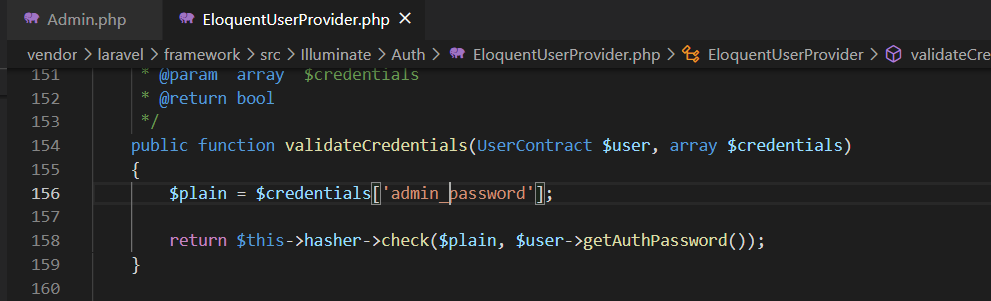 Admin.php EloquentUserProvider.php ×
vendor > laravel > framework > src > Illuminate > Auth > EloquentUserProvider.php > EloquentUserProvider > validateCre
151 * @param array $credentials
152 * @return bool
153 */
154 public function validateCredentials(UserContract $user, array $credentials)
155 {
156 $plain = $credentials['admin_password'];
157
158 return $this->hasher->check($plain, $user->getAuthPassword());
159 }
160